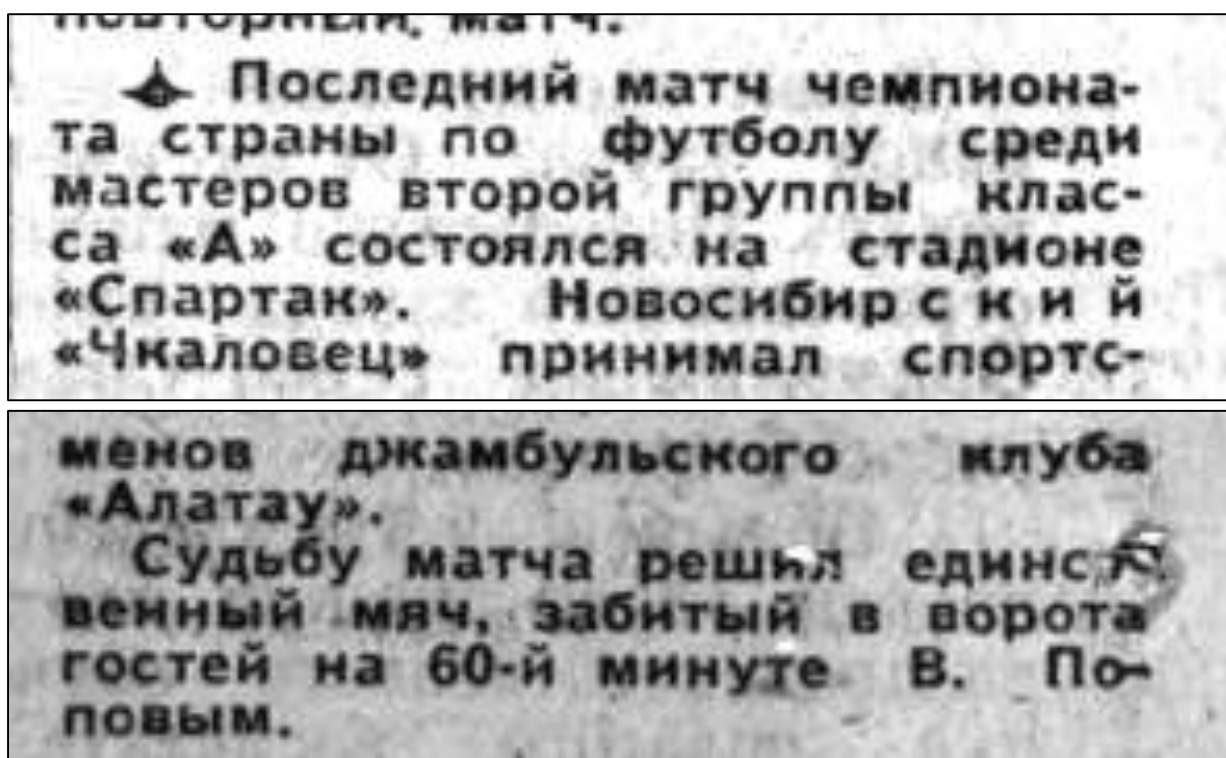 повторный, матч.
Последний матч чемпиона-
та страны по футболу среди
мастеров второй группы клас-
са «А» состоялся на стадионе
«Спартак». Новосибирский
«Чкаловец» принимал спортс-
менов джамбульского клуба
«Алатау».
Судьбу матча решил единст-
венный мяч, забитый в ворота
гостей на 60-й минуте В. По-
повым.